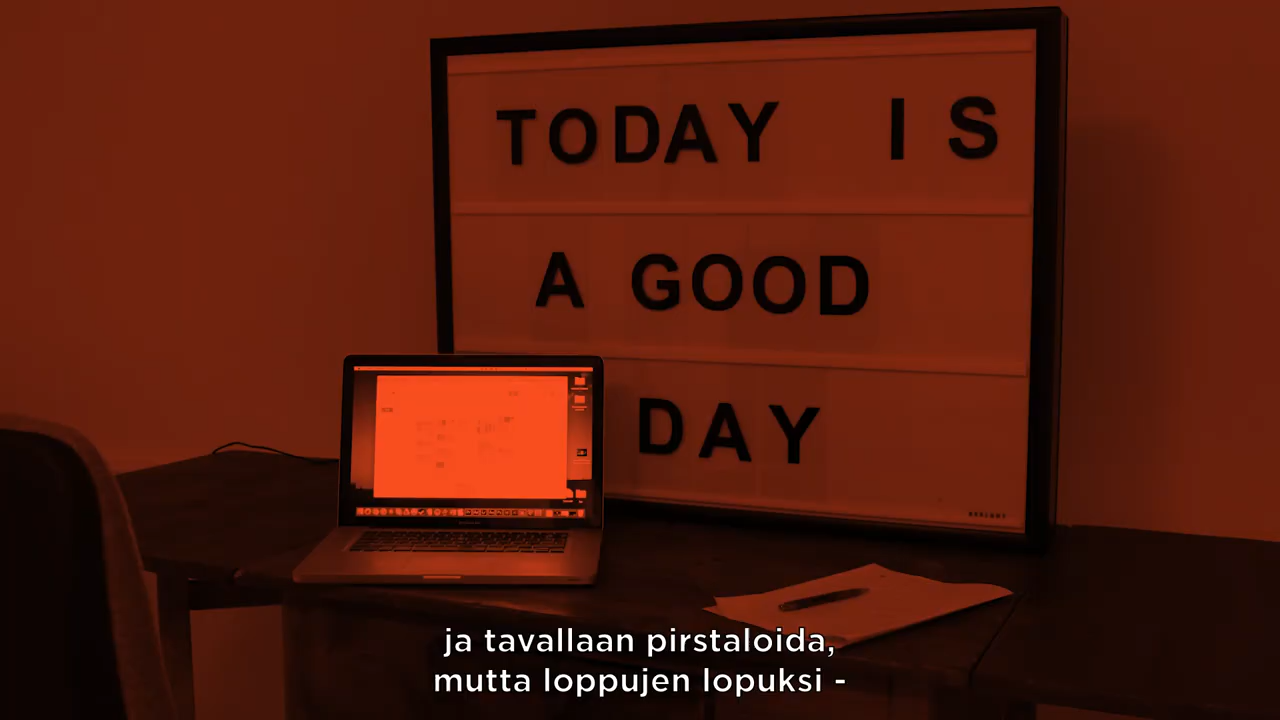 TODAY IS
A GOOD
DAY
ja tavallaan pirstaloida,
mutta loppujen lopuksi -